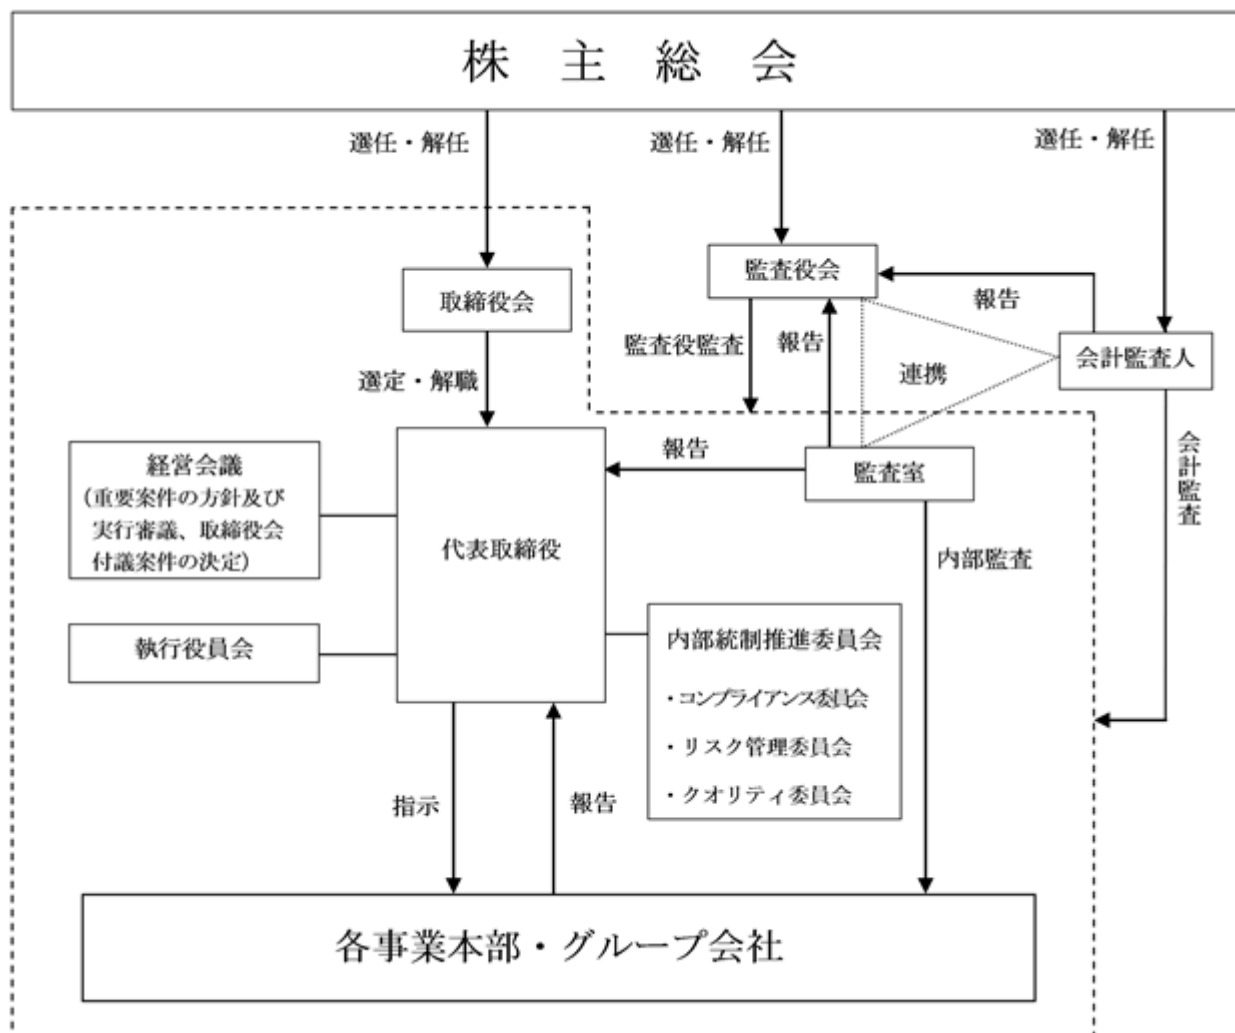 株 主 総 会
選任・解任
選任・解任
選任・解任
監査役会
取締役会
報告
監査役監査
報告
会計監査人
連携
選定・解職
報告
会計監査
経営会議
(重要案件の方針及び
実行審議、取締役会
付議案件の決定)
監査室
代表取締役
内部監査
執行役員会
内部統制推進委員会
・コンプライアンス委員会
・リスク管理委員会
・クオリティ委員会
指示
報告
各事業本部・グループ会社